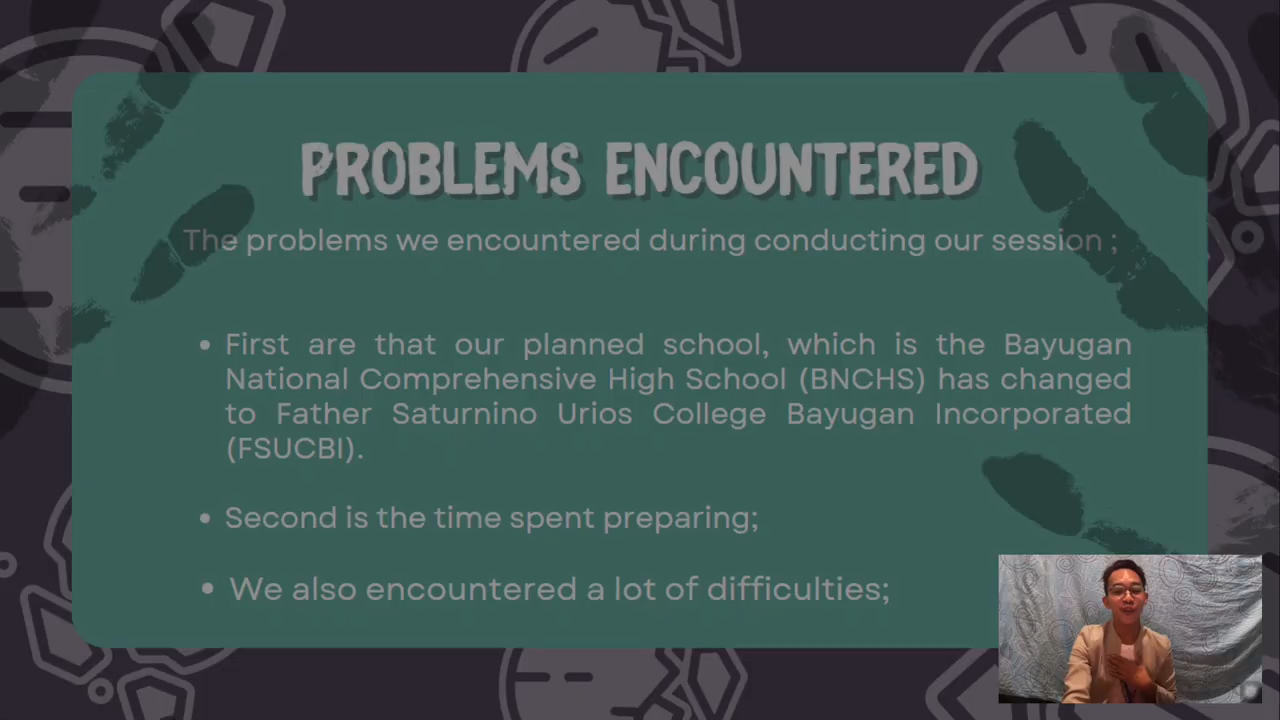 PROBLEMS ENCOUNTERED
The problems we encountered during conducting our session ;
• First are that our planned school, which is the Bayugan
National Comprehensive High School (BNCHS) has changed
to Father Saturnino Urios College Bayugan Incorporated
(FSUCBI).
• Second is the time spent preparing;
• We also encountered a lot of difficulties;